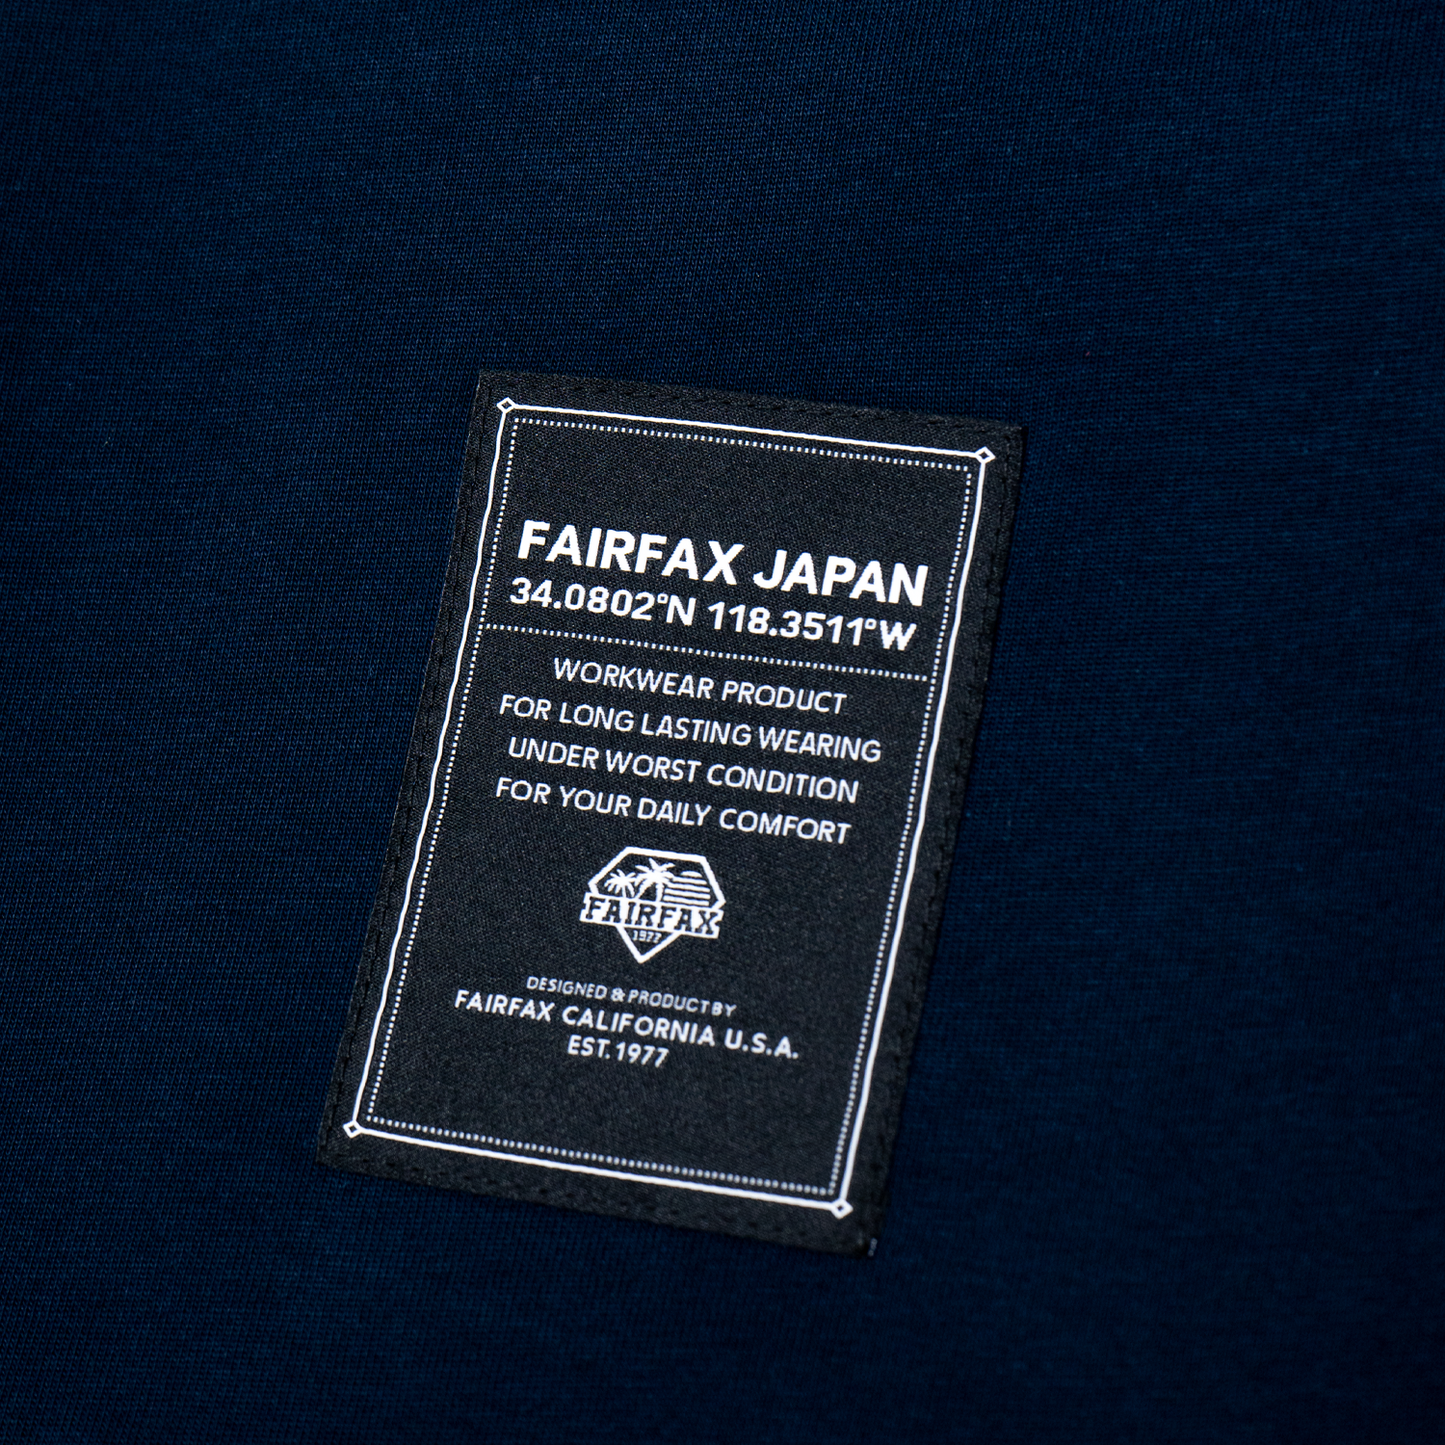 FAIRFAX JAPAN
34.0802°N 118.3511°W
WORKWEAR PRODUCT
FOR LONG LASTING WEARING
UNDER WORST CONDITION
FOR YOUR DAILY COMFORT
FAIRFAX
1977
DESIGNED & PRODUCT BY
FAIRFAX CALIFORNIA U.S.A.
EST. 1977